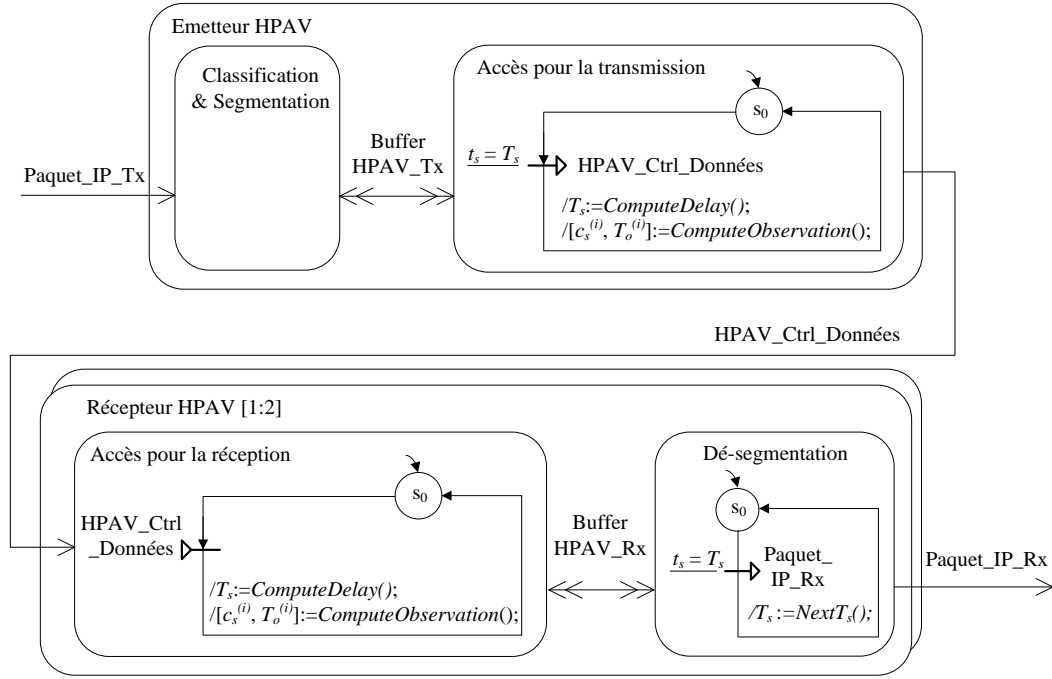 Emetteur HPAV
Classification
& Segmentation
Accès pour la transmission
s0
Buffer
HPAV_Tx
ts = Ts
HPAV_Ctrl_Données
Paquet_IP_Tx
/Ts:=ComputeDelay();
/[cs(i), To(i)]:=ComputeObservation();
HPAV_Ctrl_Données
Récepteur HPAV [1:2]
Accès pour la réception
s0
HPAV_Ctrl
_Données
/Ts:=ComputeDelay();
/[cs(i), To(i)]:=ComputeObservation();
Buffer
HPAV_Rx
Dé-segmentation
s0
ts = Ts
Paquet_
IP_Rx
/Ts :=NextTs();
Paquet_IP_Rx